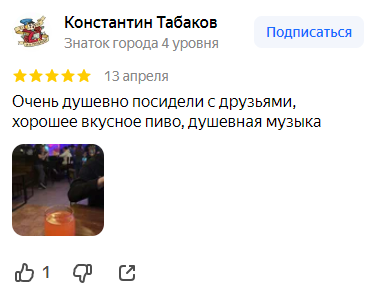 Константин Табаков
Подписаться
Знаток города 4 уровня
13 апреля
Очень душевно посидели с друзьями,
хорошее вкусное пиво, душевная музыка
1